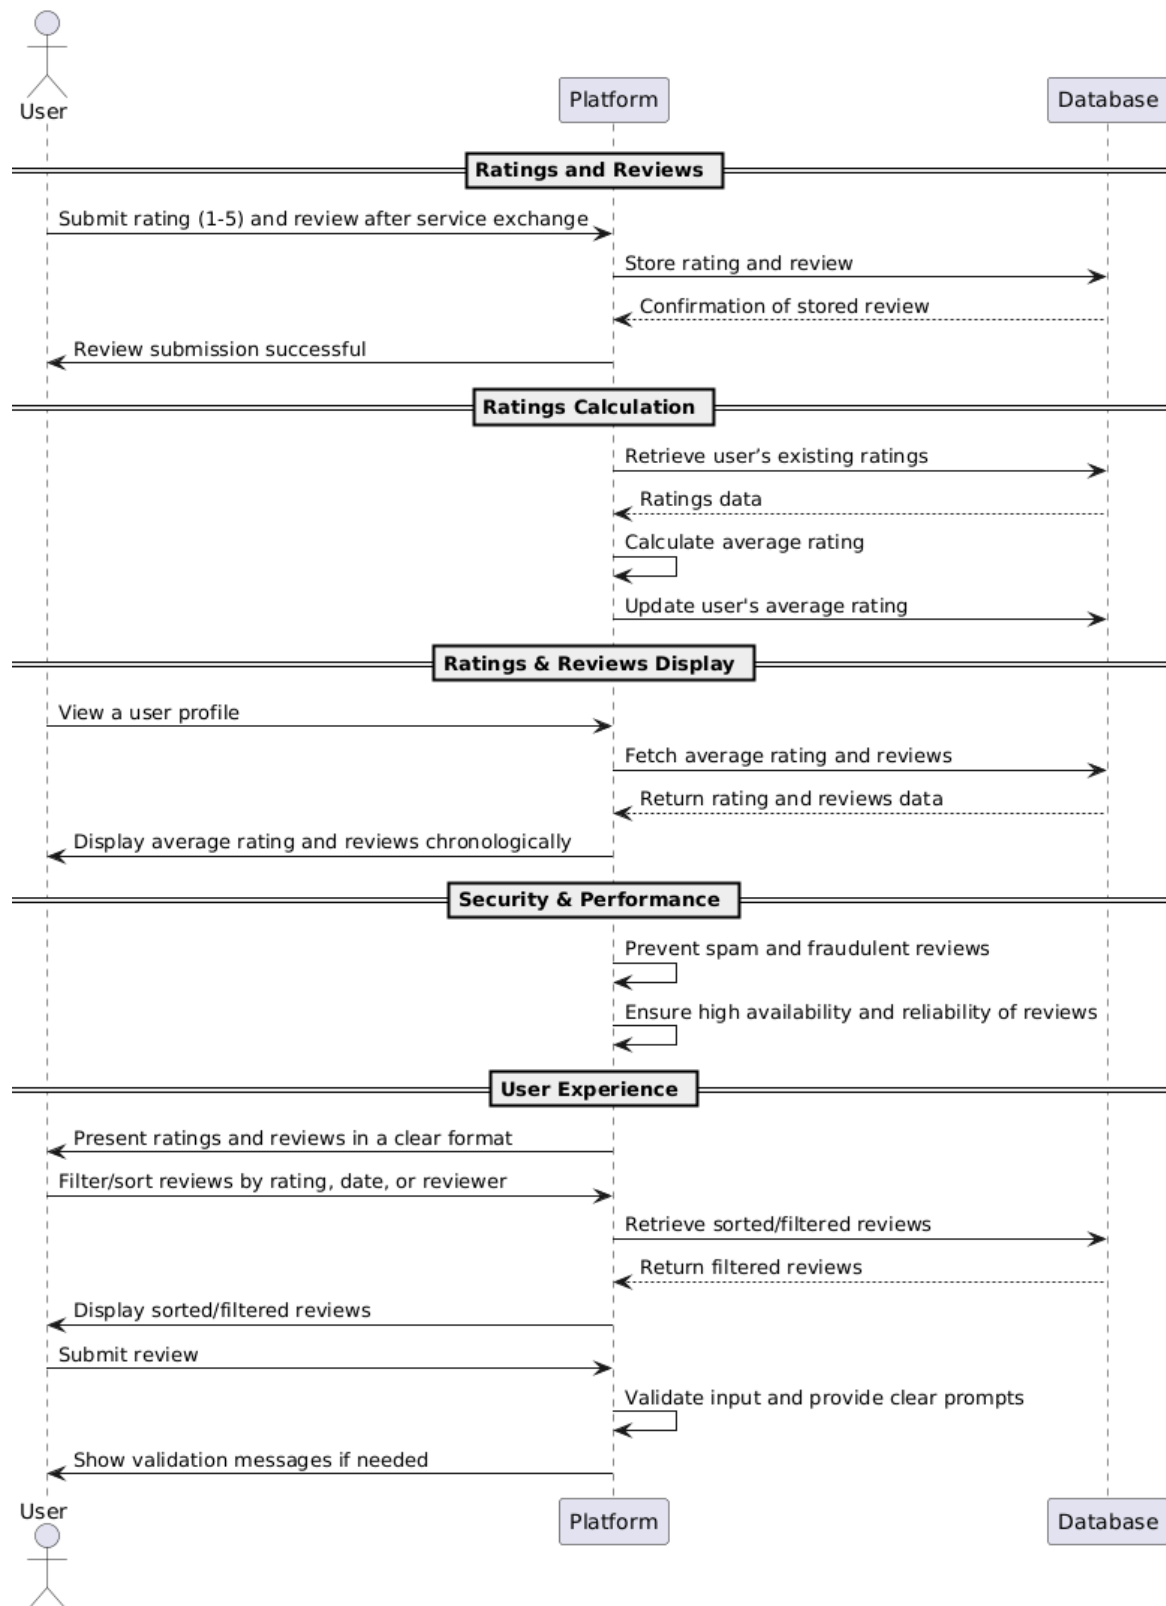 User
Platform
Database
Ratings and Reviews
Submit rating (1-5) and review after service exchange
Store rating and review
Confirmation of stored review
Review submission successful
Ratings Calculation
Retrieve user’s existing ratings
Ratings data
Calculate average rating
Update user's average rating
Ratings & Reviews Display
View a user profile
Fetch average rating and reviews
Return rating and reviews data
Display average rating and reviews chronologically
Security & Performance
Prevent spam and fraudulent reviews
Ensure high availability and reliability of reviews
User Experience
Present ratings and reviews in a clear format
Filter/sort reviews by rating, date, or reviewer
Retrieve sorted/filtered reviews
Return filtered reviews
Display sorted/filtered reviews
Submit review
Validate input and provide clear prompts
Show validation messages if needed
User
Platform
Database